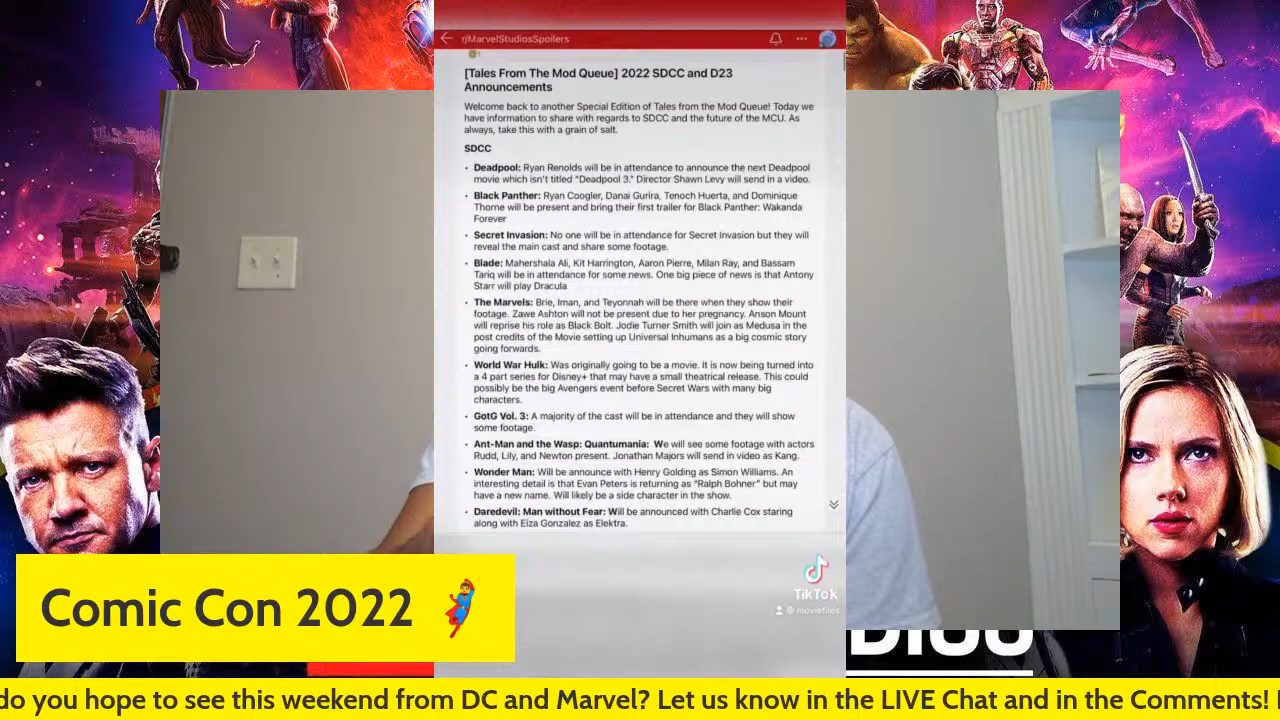 r/MarvelStudiosSpoilers
[Tales From The Mod Queue] 2022 SDCC and D23
Announcements
Welcome back to another Special Edition of Tales from the Mod Queue! Today we
have information to share with regards to SDCC and the future of the MCU. As
always, take this with a grain of salt.
SDCC
• Deadpool: Ryan Renolds will be in attendance to announce the next Deadpool
movie which isn't titled "Deadpool 3." Director Shawn Levy will send in a video.
• Black Panther: Ryan Coogler, Danai Gurira, Tenoch Huerta, and Dominique
Thorne will be present and bring their first trailer for Black Panther: Wakanda
Forever
• Secret Invasion: No one will be in attendance for Secret Invasion but they will
reveal the main cast and share some footage.
• Blade: Mahershala Ali, Kit Harrington, Aaron Pierre, Milan Ray, and Bassam
Tariq will be in attendance for some news. One big piece of news is that Antony
Starr will play Dracula
• The Marvels: Brie, Iman, and Teyonnah will be there when they show their
footage. Zawe Ashton will not be present due to her pregnancy. Anson Mount
will reprise his role as Black Bolt. Jodie Turner Smith will join as Medusa in the
post credits of the Movie setting up Universal Inhumans as a big cosmic story
going forwards.
• World War Hulk: Was originally going to be a movie. It is now being turned into
a 4 part series for Disney+ that may have a small theatrical release. This could
possibly be the big Avengers event before Secret Wars with many big
characters.
• GotG Vol. 3: A majority of the cast will be in attendance and they will show
some footage.
• Ant-Man and the Wasp: Quantumania: We will see some footage with actors
Rudd, Lily, and Newton present. Jonathan Majors will send in video as Kang.
• Wonder Man: Will be announce with Henry Golding as Simon Williams. An
interesting detail is that Evan Peters is returning as "Ralph Bohner" but may
have a new name. Will likely be a side character in the show.
• Daredevil: Man without Fear: Will be announced with Charlie Cox staring
along with Eiza Gonzalez as Elektra.
TikTok
moviefiles
Comic Con 2022
do you hope to see this weekend from DC and Marvel? Let us know in the LIVE Chat and in the Comments!